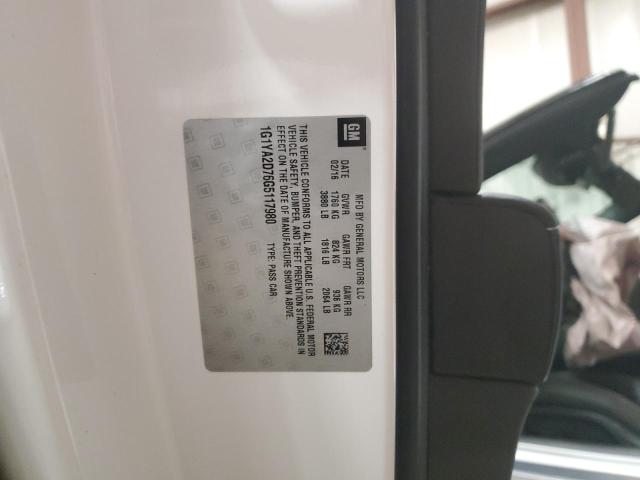 GM
MFD BY GENERAL MOTORS LLC
DATE GVWR GAWR FRT GAWR RR
02/16 1760 KG 824 KG 936 KG
3880 LB 1816 LB 2064 LB
THIS VEHICLE CONFORMS TO ALL APPLICABLE U.S. FEDERAL MOTOR
VEHICLE SAFETY, BUMPER, AND THEFT PREVENTION STANDARDS IN
EFFECT ON THE DATE OF MANUFACTURE SHOWN ABOVE.
1G1YA2D76G5117980 TYPE: PASS CAR